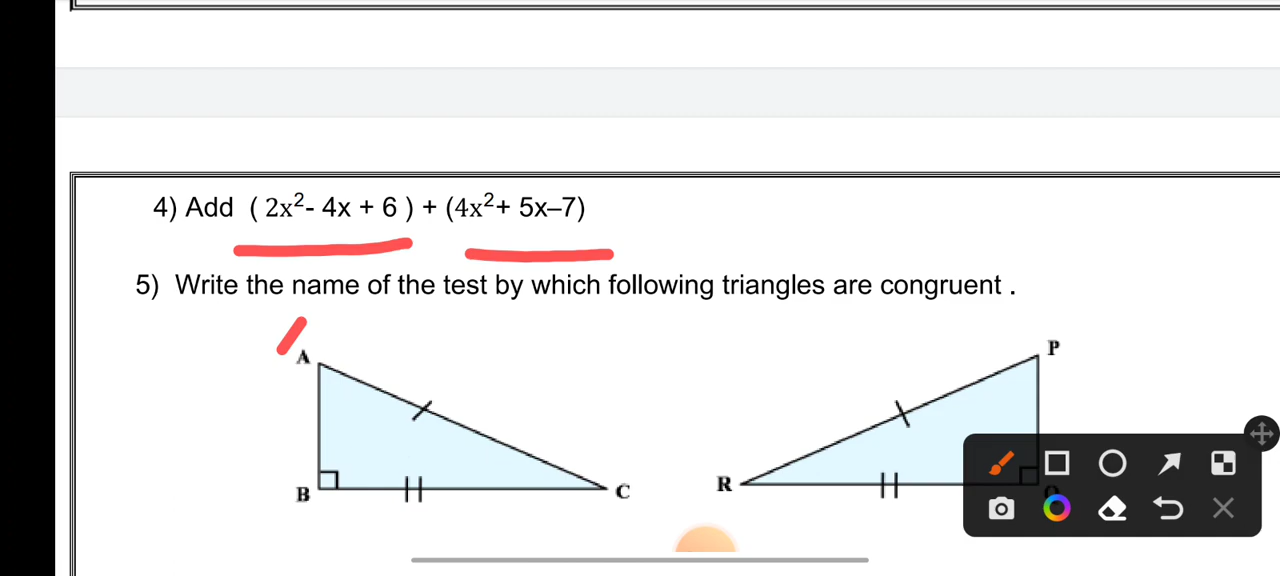 4) Add ( 2x²- 4x + 6 ) + (4x²+ 5x–7)
5) Write the name of the test by which following triangles are congruent .
A
P
B
C
R
Q